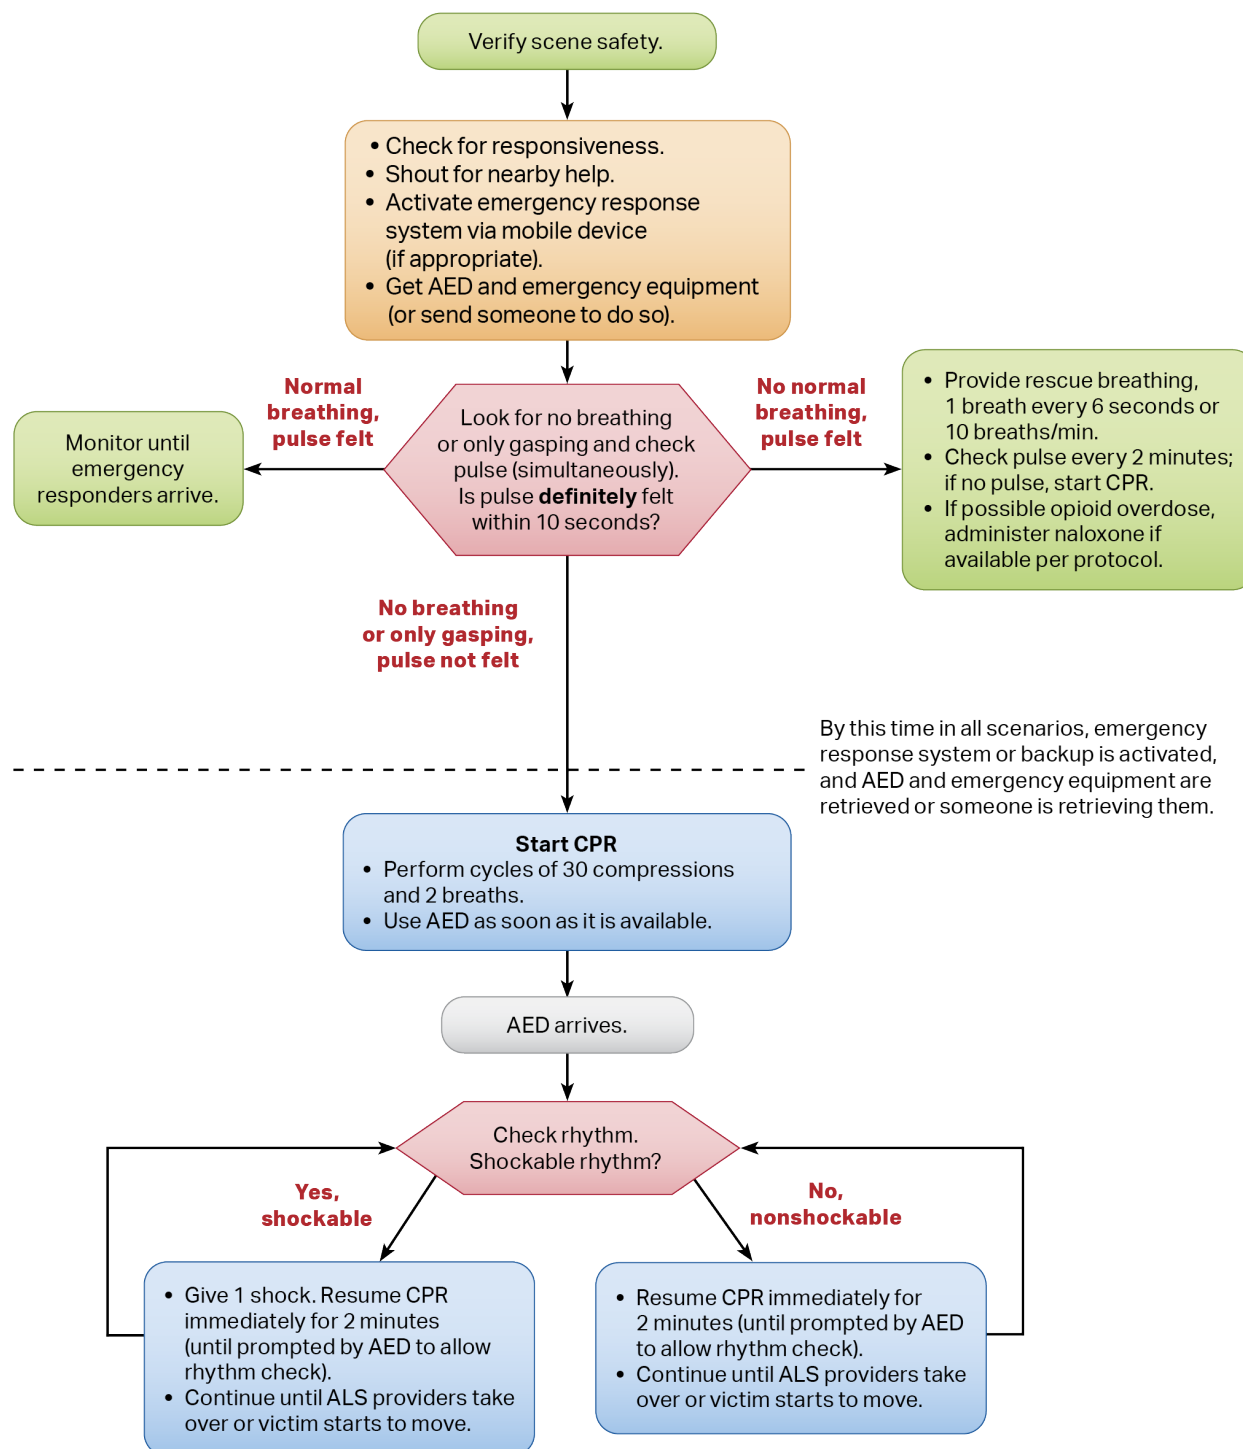 Verify scene safety.
• Check for responsiveness.
• Shout for nearby help.
• Activate emergency response
system via mobile device
(if appropriate).
• Get AED and emergency equipment
(or send someone to do so).
Normal
breathing,
pulse felt
No normal
breathing,
pulse felt
Monitor until
emergency
responders arrive.
Look for no breathing
or only gasping and check
pulse (simultaneously).
Is pulse definitely felt
within 10 seconds?
• Provide rescue breathing,
1 breath every 6 seconds or
10 breaths/min.
• Check pulse every 2 minutes;
if no pulse, start CPR.
• If possible opioid overdose,
administer naloxone if
available per protocol.
No breathing
or only gasping,
pulse not felt
By this time in all scenarios, emergency
response system or backup is activated,
and AED and emergency equipment are
retrieved or someone is retrieving them.
Start CPR
• Perform cycles of 30 compressions
and 2 breaths.
• Use AED as soon as it is available.
AED arrives.
Check rhythm.
Shockable rhythm?
Yes,
shockable
No,
nonshockable
• Give 1 shock. Resume CPR
immediately for 2 minutes
(until prompted by AED to allow
rhythm check).
• Continue until ALS providers take
over or victim starts to move.
• Resume CPR immediately for
2 minutes (until prompted by AED
to allow rhythm check).
• Continue until ALS providers take
over or victim starts to move.